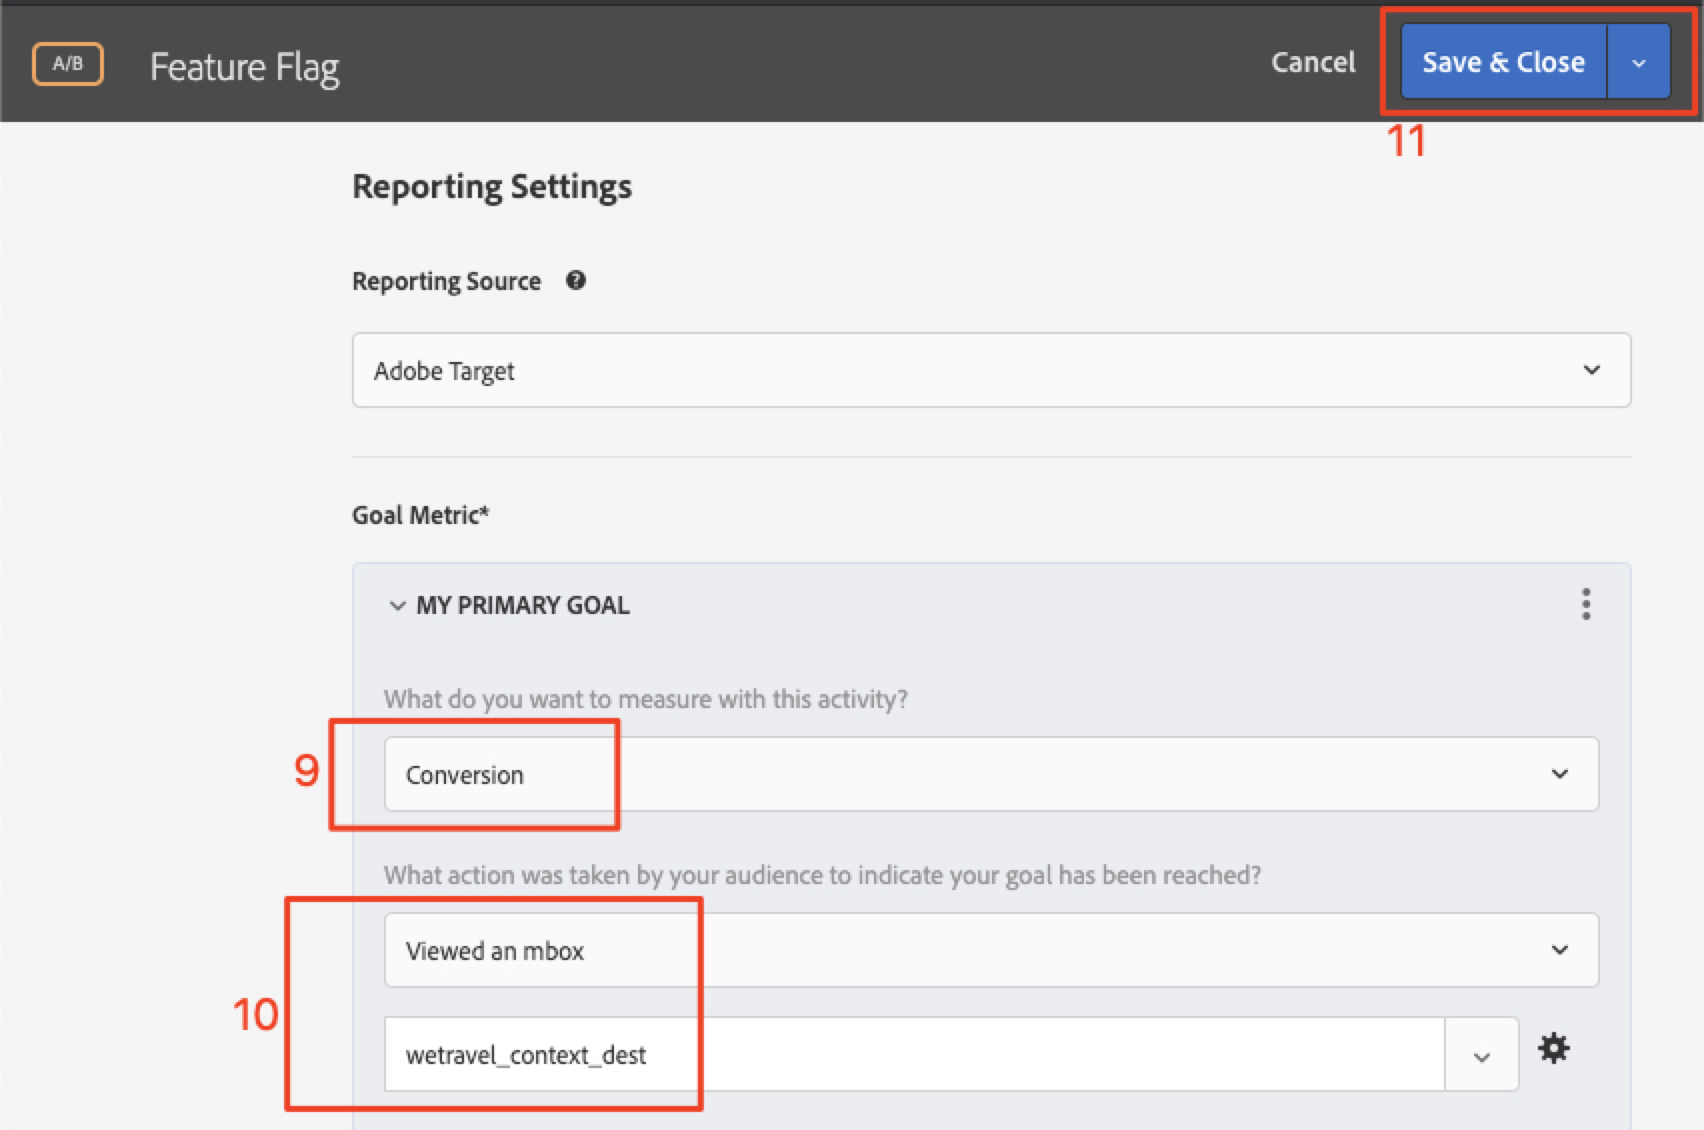 A/B
Feature Flag
Cancel
Save & Close
11
Reporting Settings
Reporting Source
Adobe Target
Goal Metric*
MY PRIMARY GOAL
What do you want to measure with this activity?
9
Conversion
What action was taken by your audience to indicate your goal has been reached?
Viewed an mbox
10
wetravel_context_dest